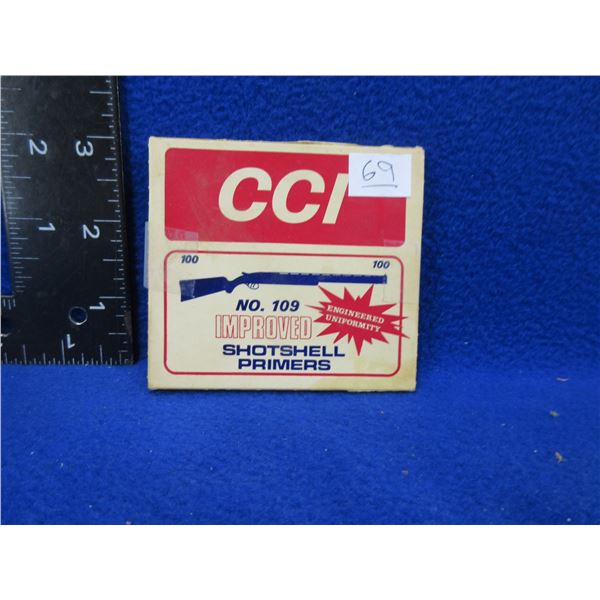 CCI
69
100 100
NO. 109
IMPROVED
ENGINEERED
UNIFORMITY
SHOTSHELL
PRIMERS
3
2
2
1
1